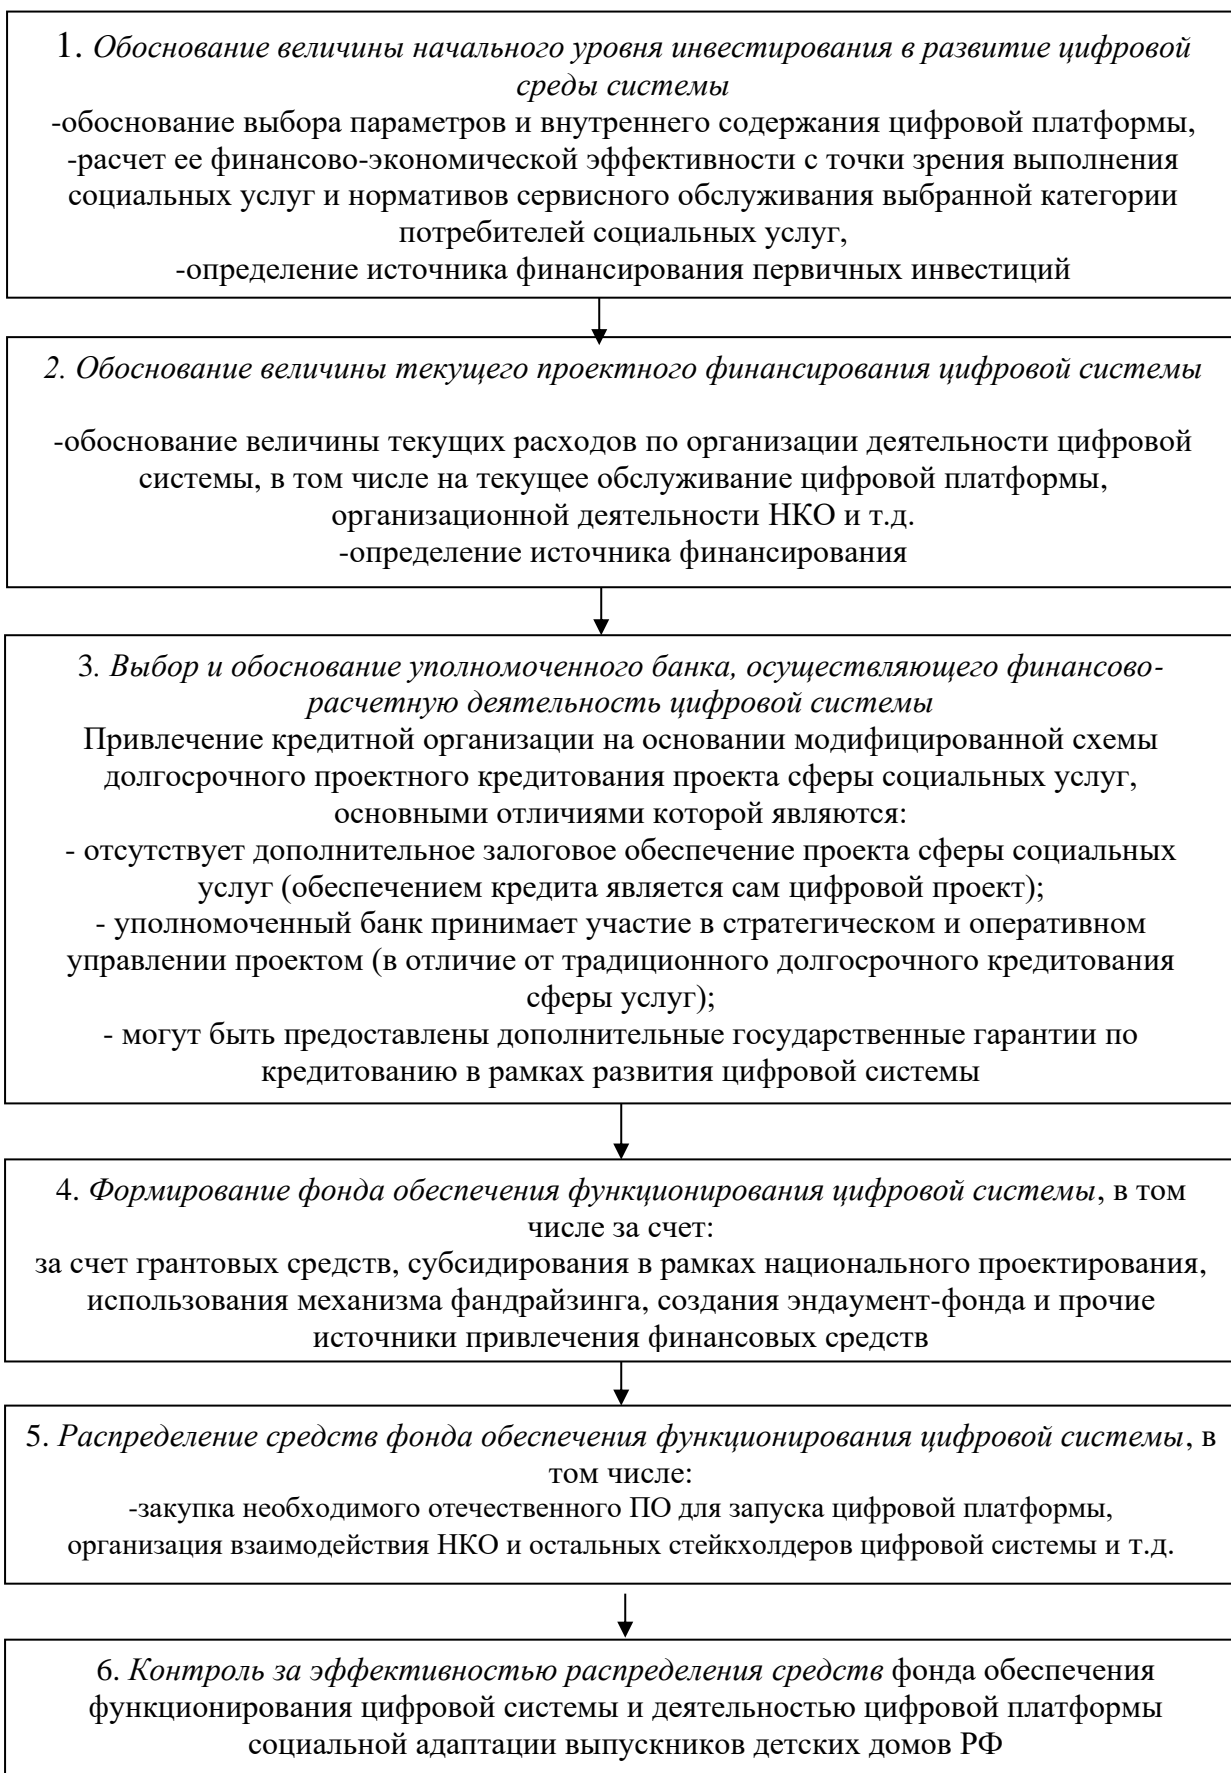 1. Обоснование величины начального уровня инвестирования в развитие цифровой
среды системы
-обоснование выбора параметров и внутреннего содержания цифровой платформы,
-расчет ее финансово-экономической эффективности с точки зрения выполнения
социальных услуг и нормативов сервисного обслуживания выбранной категории
потребителей социальных услуг,
-определение источника финансирования первичных инвестиций
2. Обоснование величины текущего проектного финансирования цифровой системы
-обоснование величины текущих расходов по организации деятельности цифровой
системы, в том числе на текущее обслуживание цифровой платформы,
организационной деятельности НКО и т.д.
-определение источника финансирования
3. Выбор и обоснование уполномоченного банка, осуществляющего финансово-
расчетную деятельность цифровой системы
Привлечение кредитной организации на основании модифицированной схемы
долгосрочного проектного кредитования проекта сферы социальных услуг,
основными отличиями которой являются:
- отсутствует дополнительное залоговое обеспечение проекта сферы социальных
услуг (обеспечением кредита является сам цифровой проект);
- уполномоченный банк принимает участие в стратегическом и оперативном
управлении проектом (в отличие от традиционного долгосрочного кредитования
сферы услуг);
- могут быть предоставлены дополнительные государственные гарантии по
кредитованию в рамках развития цифровой системы
4. Формирование фонда обеспечения функционирования цифровой системы, в том
числе за счет:
за счет грантовых средств, субсидирования в рамках национального проектирования,
использования механизма фандрайзинга, создания эндаумент-фонда и прочие
источники привлечения финансовых средств
5. Распределение средств фонда обеспечения функционирования цифровой системы, в
том числе:
-закупка необходимого отечественного ПО для запуска цифровой платформы,
организация взаимодействия НКО и остальных стейкхолдеров цифровой системы и т.д.
6. Контроль за эффективностью распределения средств фонда обеспечения
функционирования цифровой системы и деятельностью цифровой платформы
социальной адаптации выпускников детских домов РФ